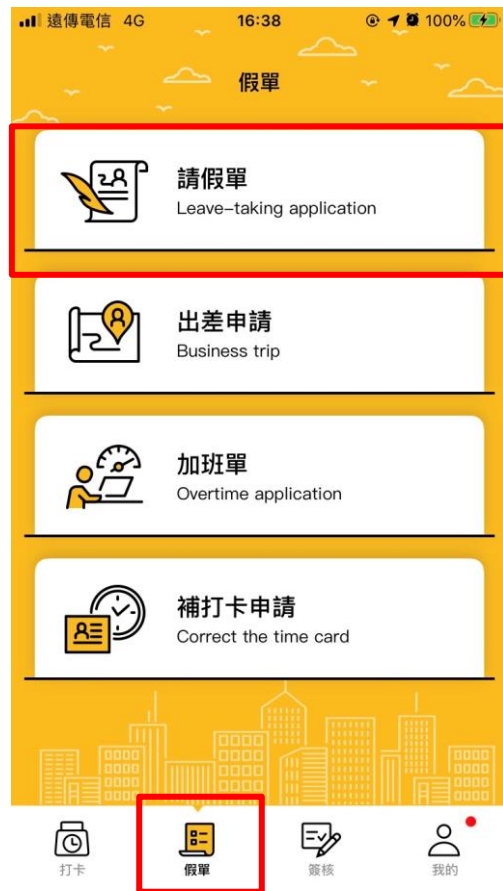 遠傳電信 4G 16:38 100%
假單
請假單
Leave-taking application
出差申請
Business trip
加班單
Overtime application
補打卡申請
Correct the time card
打卡 假單 簽核 我的